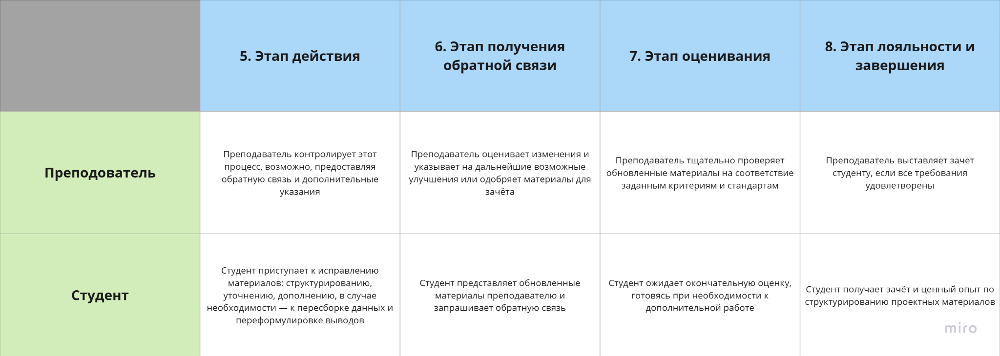 5. Этап действия
6. Этап получения
обратной связи
7. Этап оценивания
8. Этап лояльности и
завершения
Преподователь
Преподаватель контролирует этот
процесс, возможно, предоставляя
обратную связь и дополнительные
указания
Преподаватель оценивает изменения и
указывает на дальнейшие возможные
улучшения или одобряет материалы для
зачёта
Преподаватель тщательно проверяет
обновленные материалы на соответствие
заданным критериям и стандартам
Преподаватель выставляет зачет
студенту, если все требования
удовлетворены
Студент
Студент приступает к исправлению
материалов: структурированию,
уточнению, дополнению, в случае
необходимости — к пересборке данных и
переформулировке выводов
Студент представляет обновленные
материалы преподавателю и
запрашивает обратную связь
Студент ожидает окончательную оценку,
готовясь при необходимости к
дополнительной работе
Студент получает зачёт и ценный опыт по
структурированию проектных материалов
miro